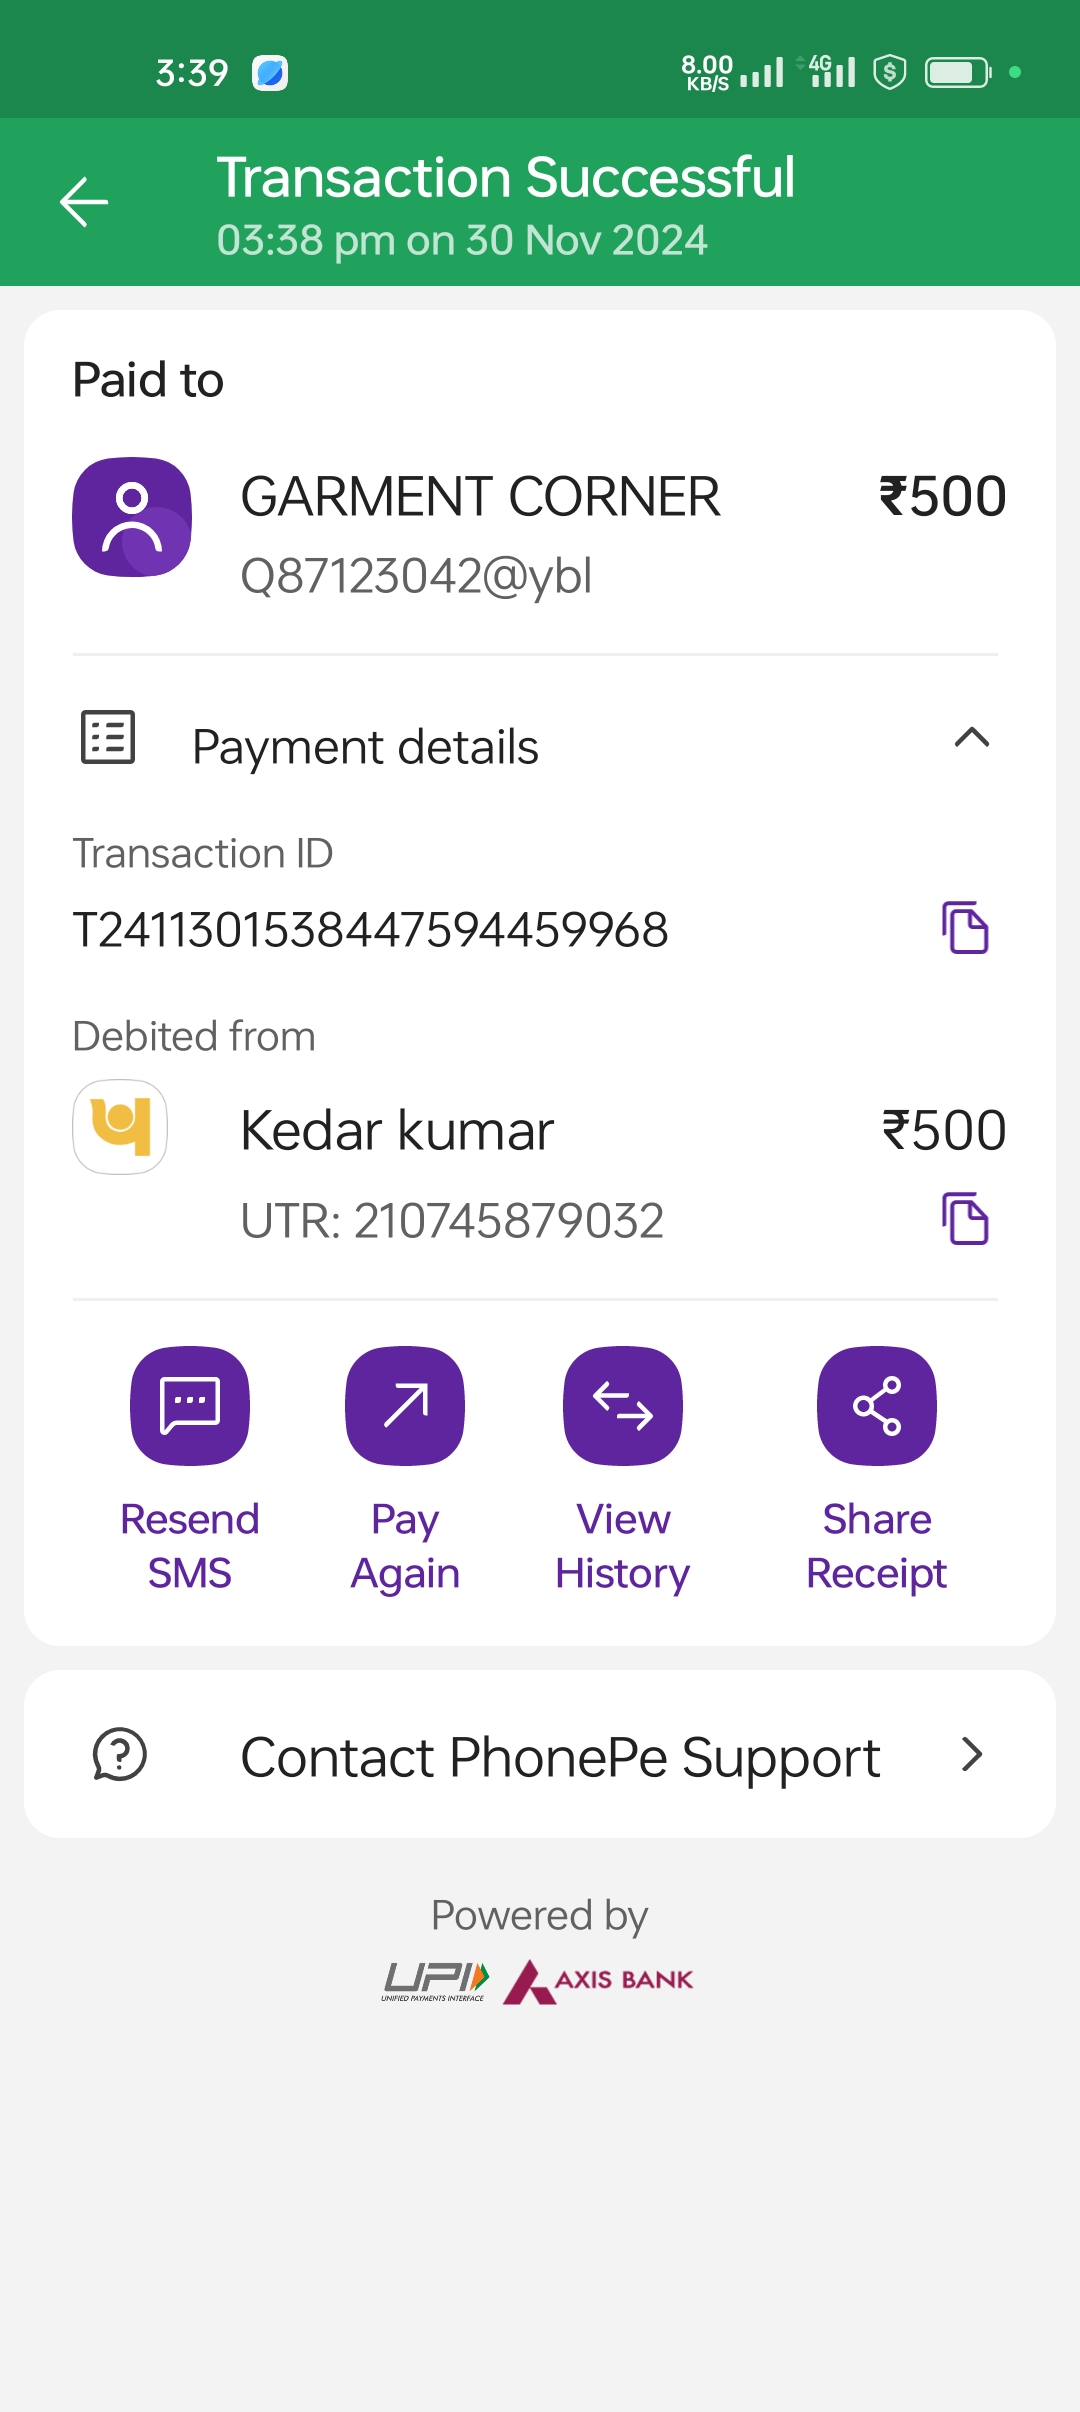 3:39
8.00 KB/S 4G
Transaction Successful
03:38 pm on 30 Nov 2024
Paid to
GARMENT CORNER ₹500
Q87123042@ybl
Payment details
Transaction ID
T2411301538447594459968
Debited from
Kedar kumar ₹500
UTR: 210745879032
Resend SMS
Pay Again
View History
Share Receipt
Contact PhonePe Support
Powered by
UPI AXIS BANK
UNIFIED PAYMENTS INTERFACE